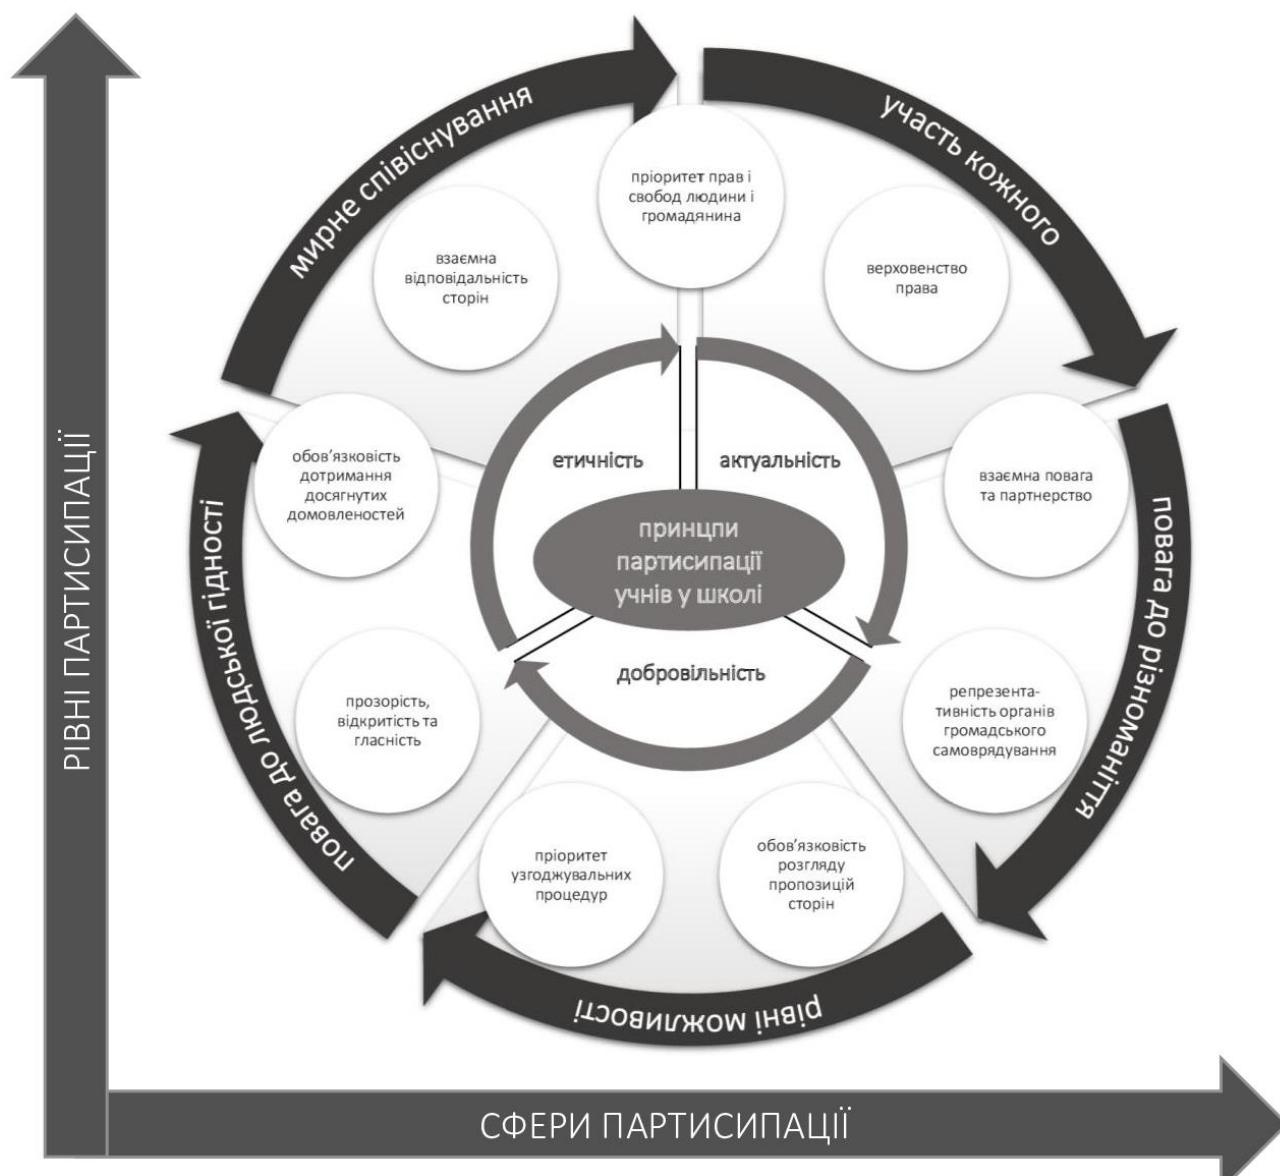 РІВНІ ПАРТИСИПАЦІЇ
мирне співіснування
участь кожного
повага до різноманіття
рівні можливості
повага до людської гідності
пріоритет прав і
свобод людини і
громадянина
верховенство
права
взаємна повага
та партнерство
репрезента-
тивність органів
громадського
самоврядування
обов’язковість
розгляду
пропозицій
сторін
пріоритет
узгоджувальних
процедур
прозорість,
відкритість та
гласність
обов’язковість
дотримання
досягнутих
домовленостей
взаємна
відповідальність
сторін
етичність
актуальність
добровільність
принцпи
партисипації
учнів у школі
СФЕРИ ПАРТИСИПАЦІЇ